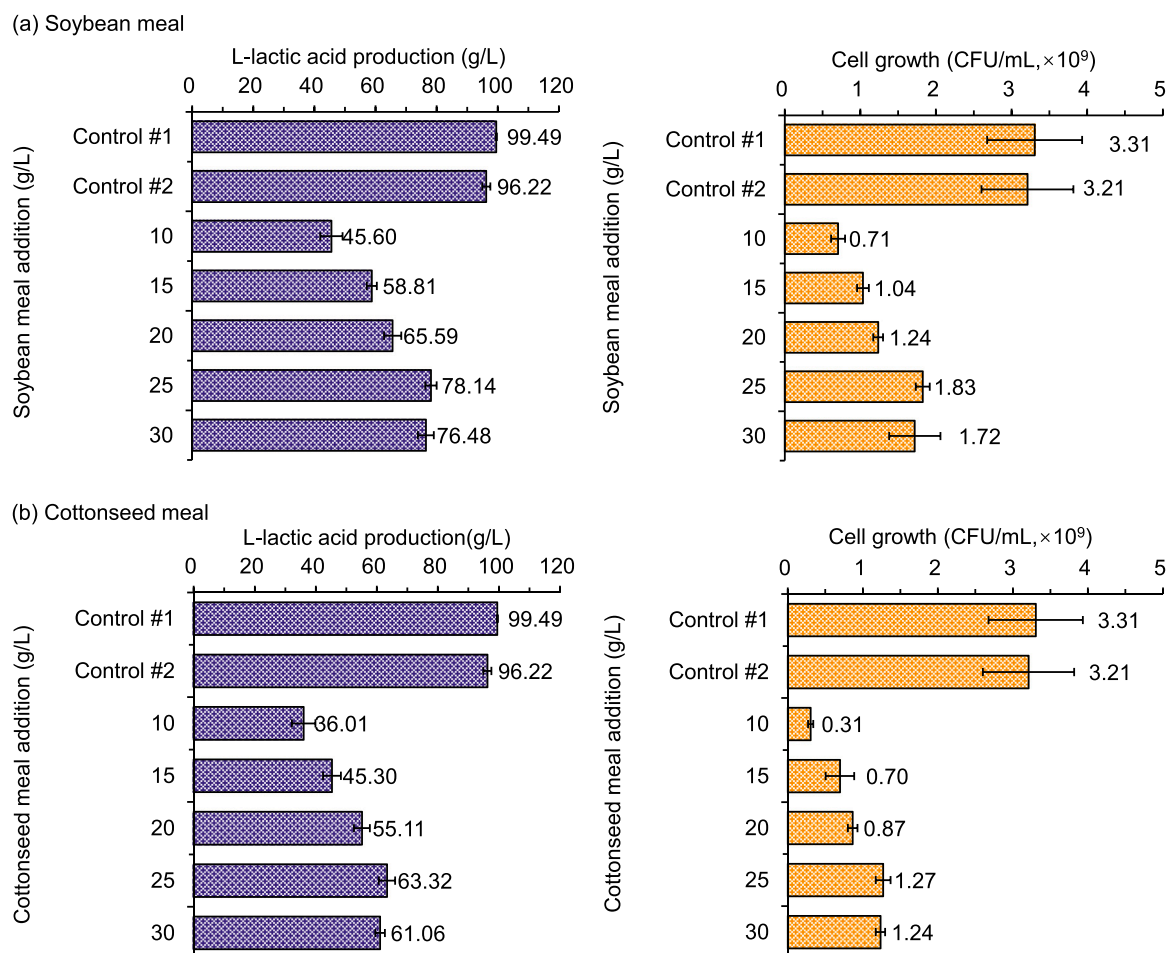 (a) Soybean meal
L-lactic acid production (g/L)
0 20 40 60 80 100 120
Soybean meal addition (g/L)
Control #1 99.49
Control #2 96.22
10 45.60
15 58.81
20 65.59
25 78.14
30 76.48
Cell growth (CFU/mL, ×10⁹)
0 1 2 3 4 5
Soybean meal addition (g/L)
Control #1 3.31
Control #2 3.21
10 0.71
15 1.04
20 1.24
25 1.83
30 1.72
(b) Cottonseed meal
L-lactic acid production(g/L)
0 20 40 60 80 100 120
Cottonseed meal addition (g/L)
Control #1 99.49
Control #2 96.22
10 36.01
15 45.30
20 55.11
25 63.32
30 61.06
Cell growth (CFU/mL, ×10⁹)
0 1 2 3 4 5
Cottonseed meal addition (g/L)
Control #1 3.31
Control #2 3.21
10 0.31
15 0.70
20 0.87
25 1.27
30 1.24